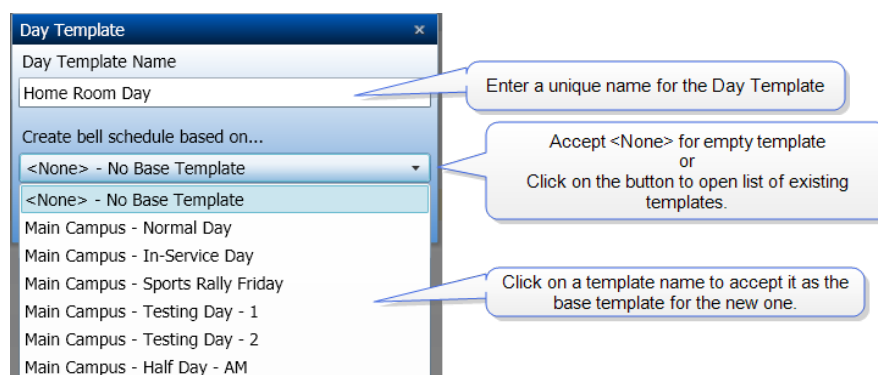 Day Template
Day Template Name
Home Room Day
Enter a unique name for the Day Template
Create bell schedule based on...
<None> - No Base Template
Accept <None> for empty template
or
Click on the button to open list of existing
templates.
<None> - No Base Template
Main Campus - Normal Day
Main Campus - In-Service Day
Main Campus - Sports Rally Friday
Main Campus - Testing Day - 1
Main Campus - Testing Day - 2
Main Campus - Half Day - AM
Click on a template name to accept it as the
base template for the new one.